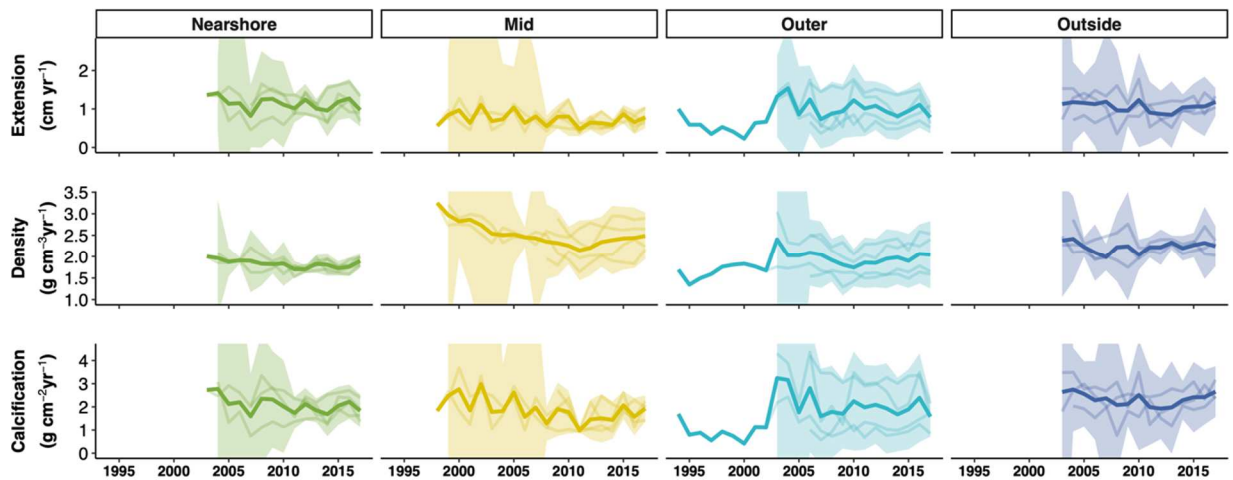 Nearshore Mid Outer Outside
Extension
(cm yr⁻¹)
2
1
0
1995 2000 2005 2010 2015 1995 2000 2005 2010 2015 1995 2000 2005 2010 2015 1995 2000 2005 2010 2015
Density
(g cm⁻³yr⁻¹)
3.5
3.0
2.5
2.0
1.5
1.0
Calcification
(g cm⁻²yr⁻¹)
4
3
2
1
0